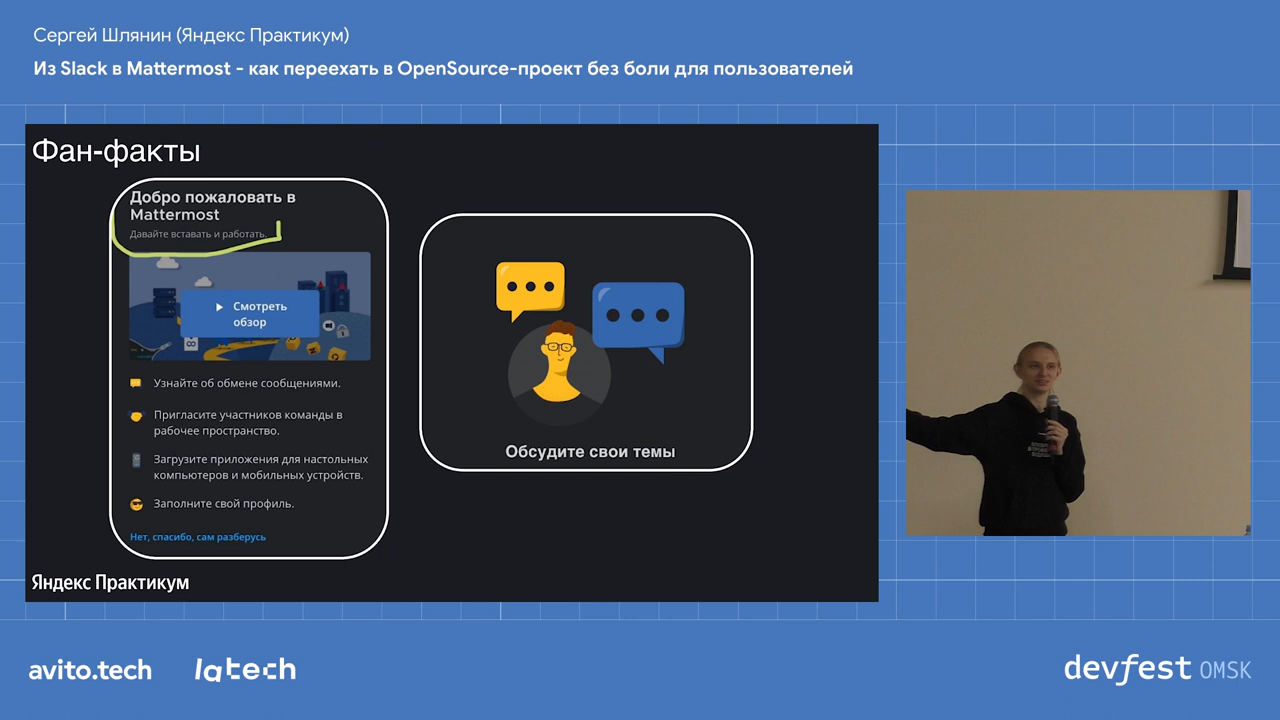 Сергей Шлянин (Яндекс Практикум)
Из Slack в Mattermost - как переехать в OpenSource-проект без боли для пользователей
Фан-факты
Добро пожаловать в
Mattermost
Давайте вставать и работать.
Смотреть
обзор
Узнайте об обмене сообщениями.
Пригласите участников команды в
рабочее пространство.
Загрузите приложения для настольных
компьютеров и мобильных устройств.
Заполните свой профиль.
Нет, спасибо, сам разберусь
Обсудите свои темы
Яндекс Практикум
avito.tech
latech
devfest OMSK